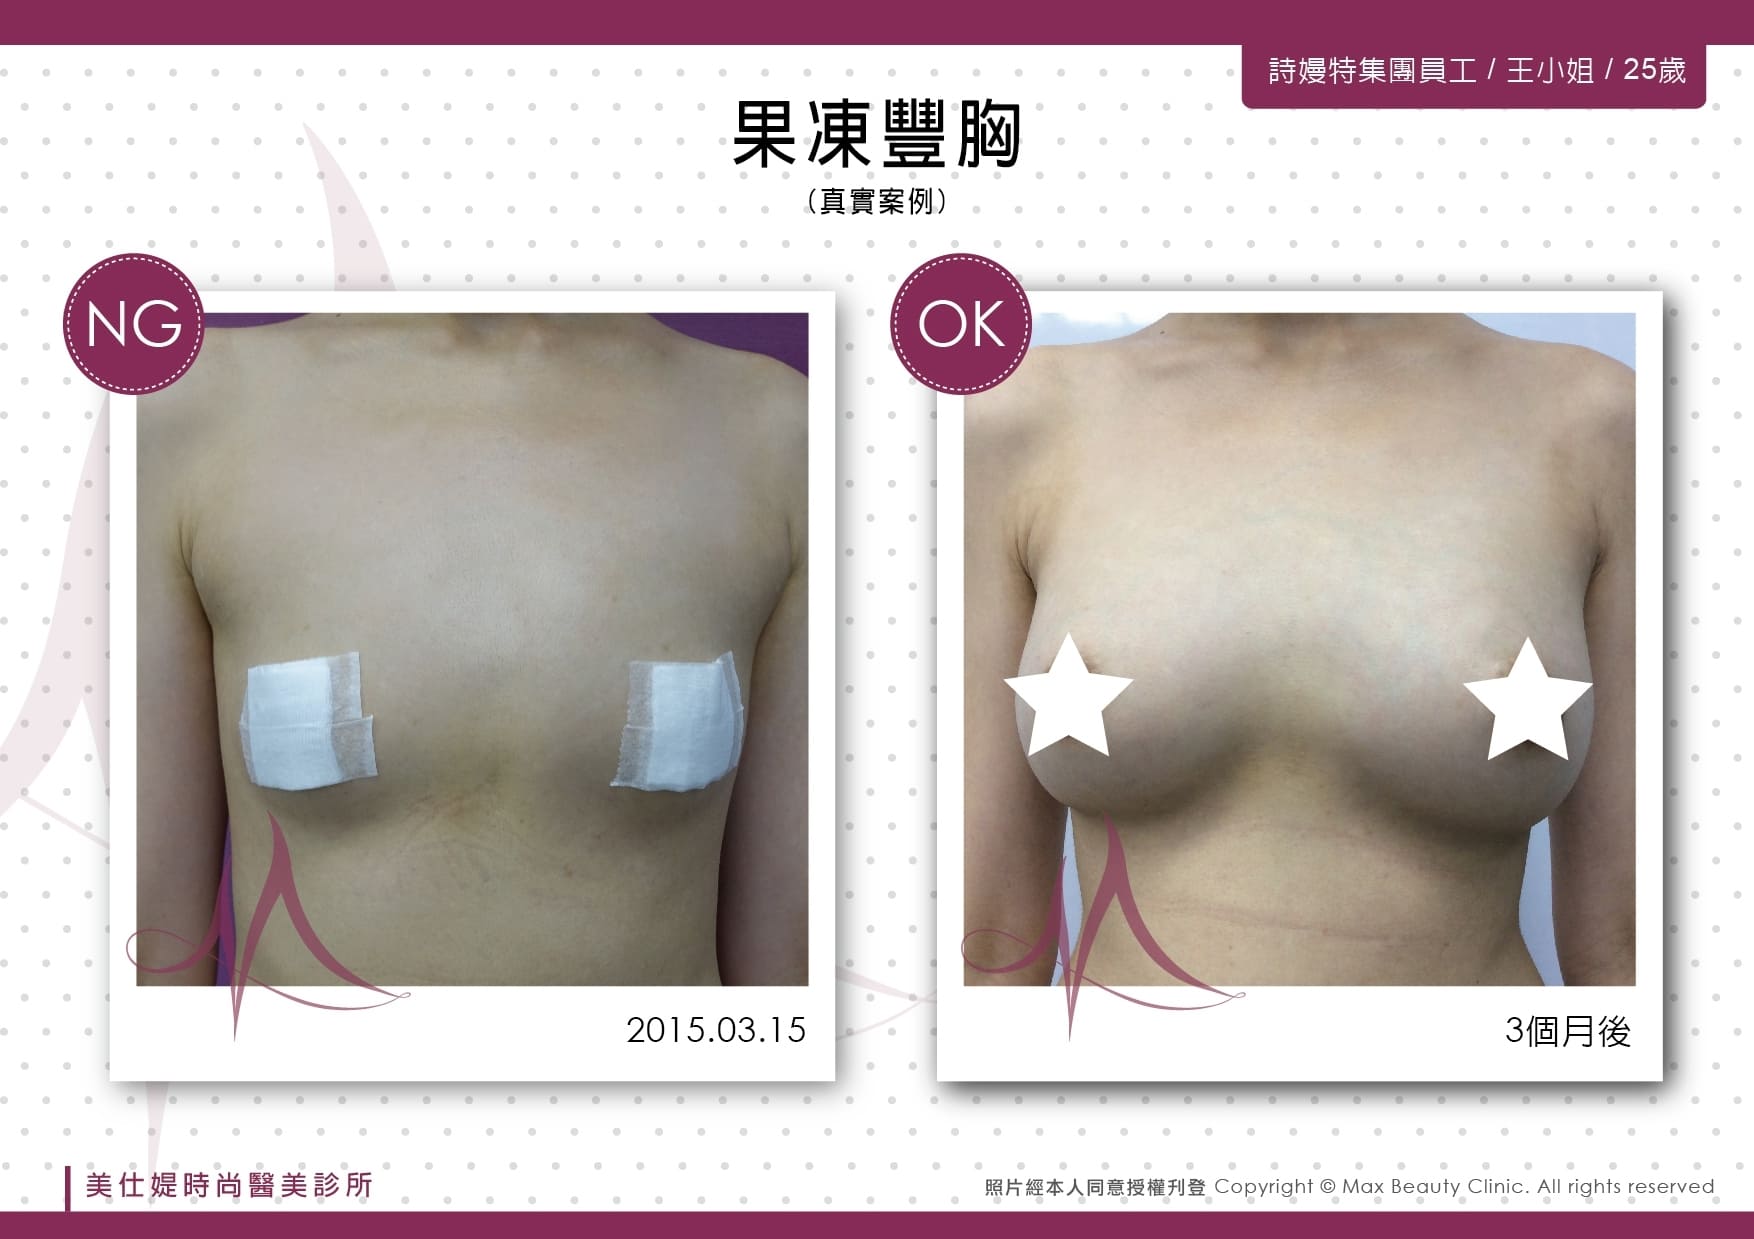 詩嫚特集團員工 / 王小姐 / 25歲
果凍豐胸
（真實案例）
NG
OK
2015.03.15
3個月後
美仕媞時尚醫美診所
照片經本人同意授權刊登 Copyright © Max Beauty Clinic. All rights reserved